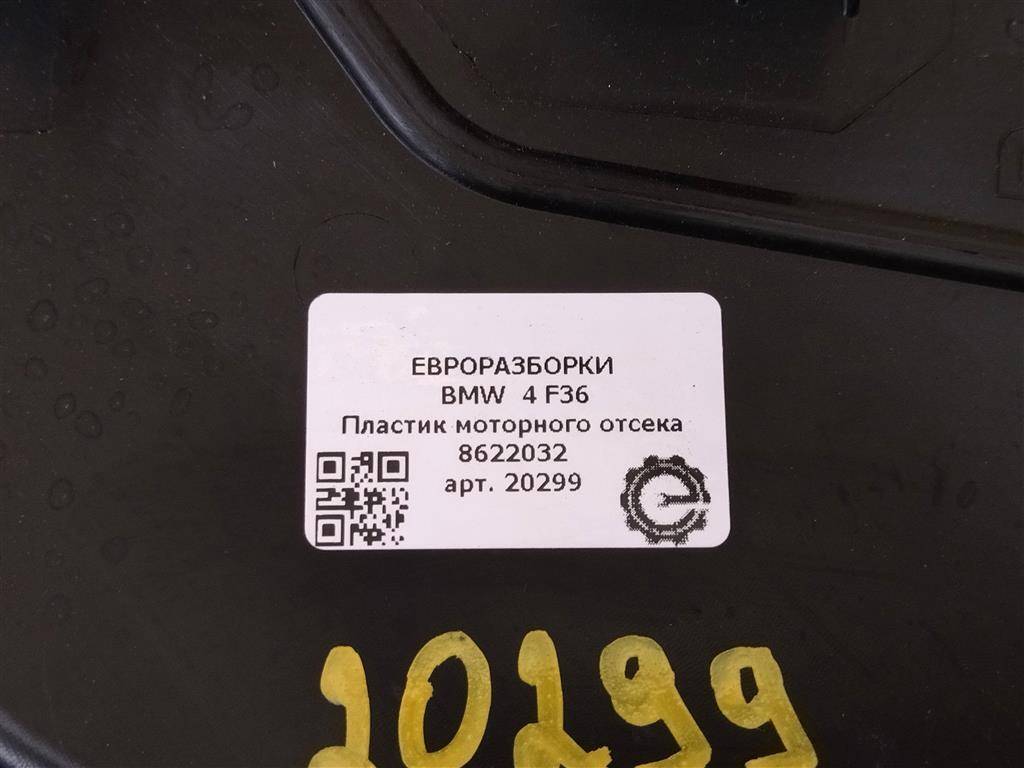 ЕВРОРАЗБОРКИ
BMW 4 F36
Пластик моторного отсека
8622032
арт. 20299
20299